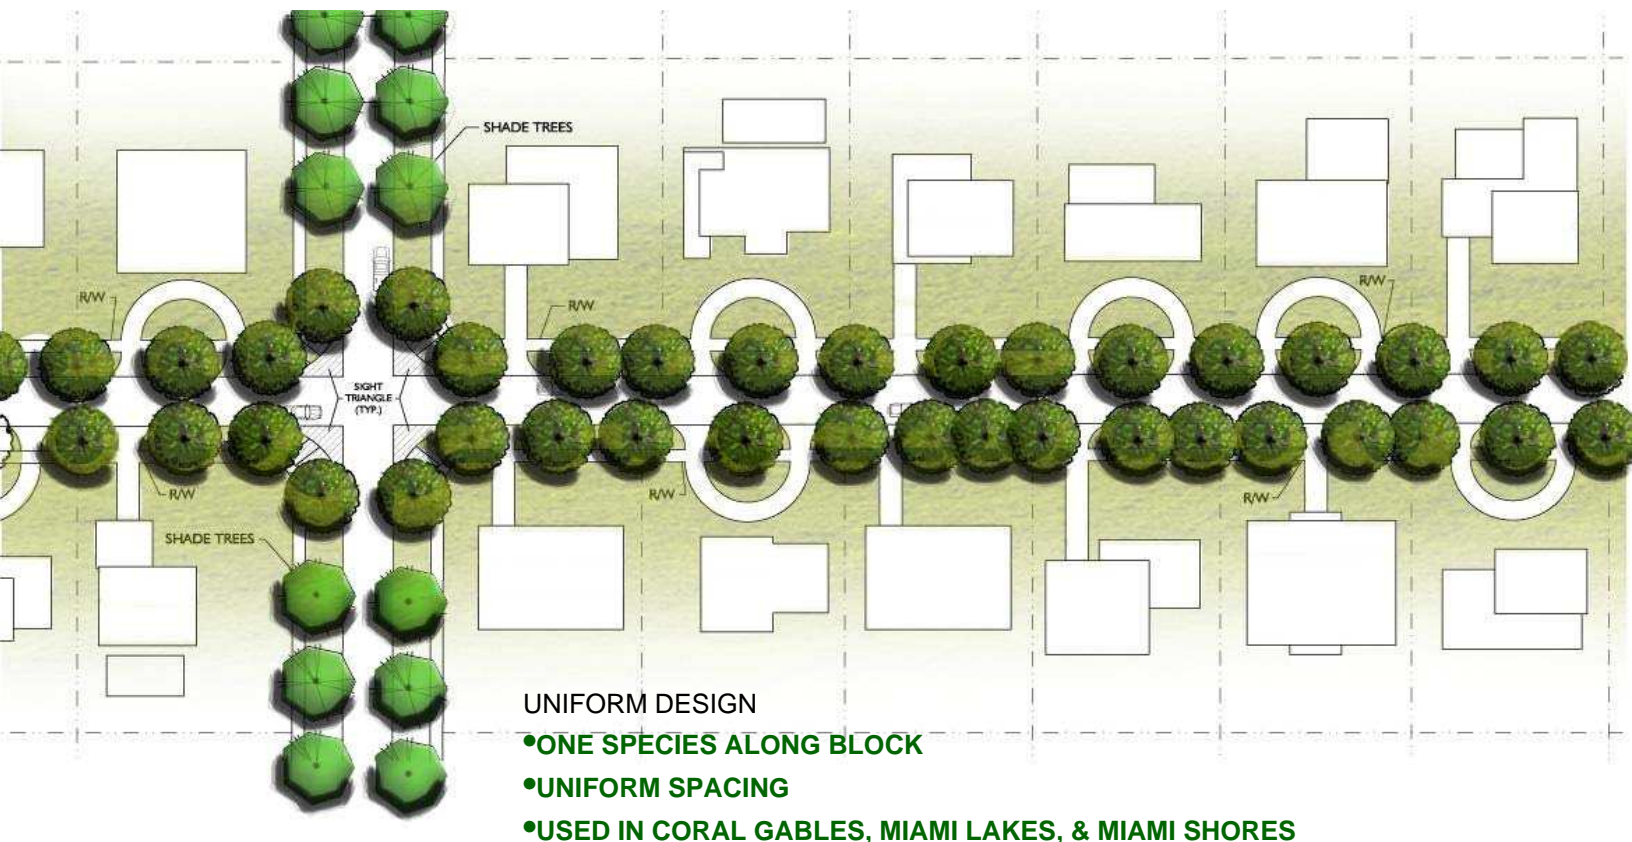 SHADE TREES
R/W
R/W
R/W
SIGHT
TRIANGLE
(TYP.)
R/W
R/W
R/W
SHADE TREES
UNIFORM DESIGN
•ONE SPECIES ALONG BLOCK
•UNIFORM SPACING
•USED IN CORAL GABLES, MIAMI LAKES, & MIAMI SHORES